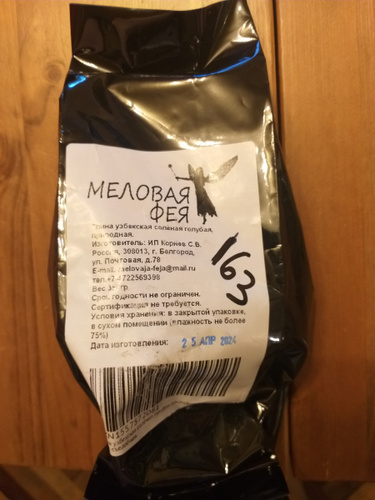 МЕЛОВАЯ
ФЕЯ
Глина узбекская соленая голубая,
природная.
Изготовитель: ИП Корнев С.В.
Россия, 308013, г. Белгород,
ул. Почтовая, д.78
E-mail: melovaja-feja@mail.ru
тел:+7-4722569398
Вес: гр.
Срок годности не ограничен.
Сертификация не требуется.
Условия хранения: в закрытой упаковке,
в сухом помещении (влажность не более
75%)
Дата изготовления: 25 АПР 2024
163